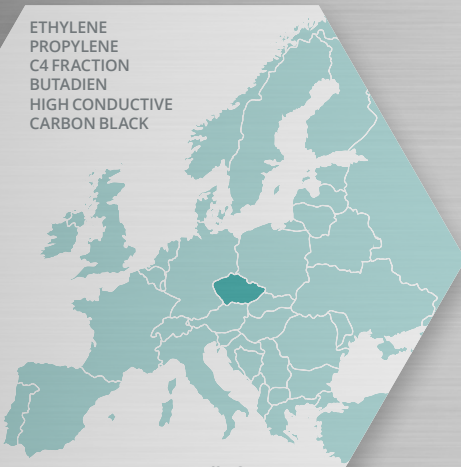 ETHYLENE
PROPYLENE
C4 FRACTION
BUTADIEN
HIGH CONDUCTIVE
CARBON BLACK